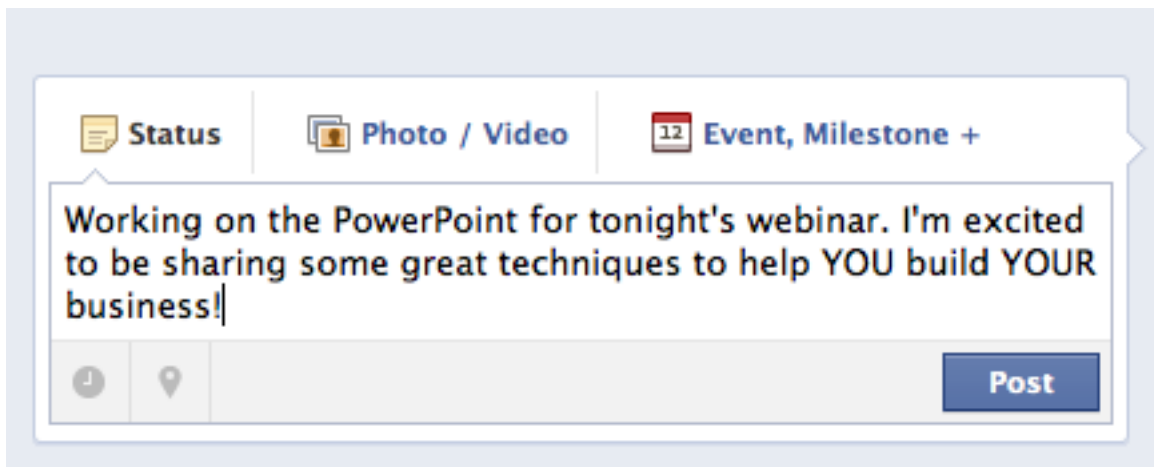 Status Photo / Video 12 Event, Milestone +
Working on the PowerPoint for tonight's webinar. I'm excited
to be sharing some great techniques to help YOU build YOUR
business!
Post